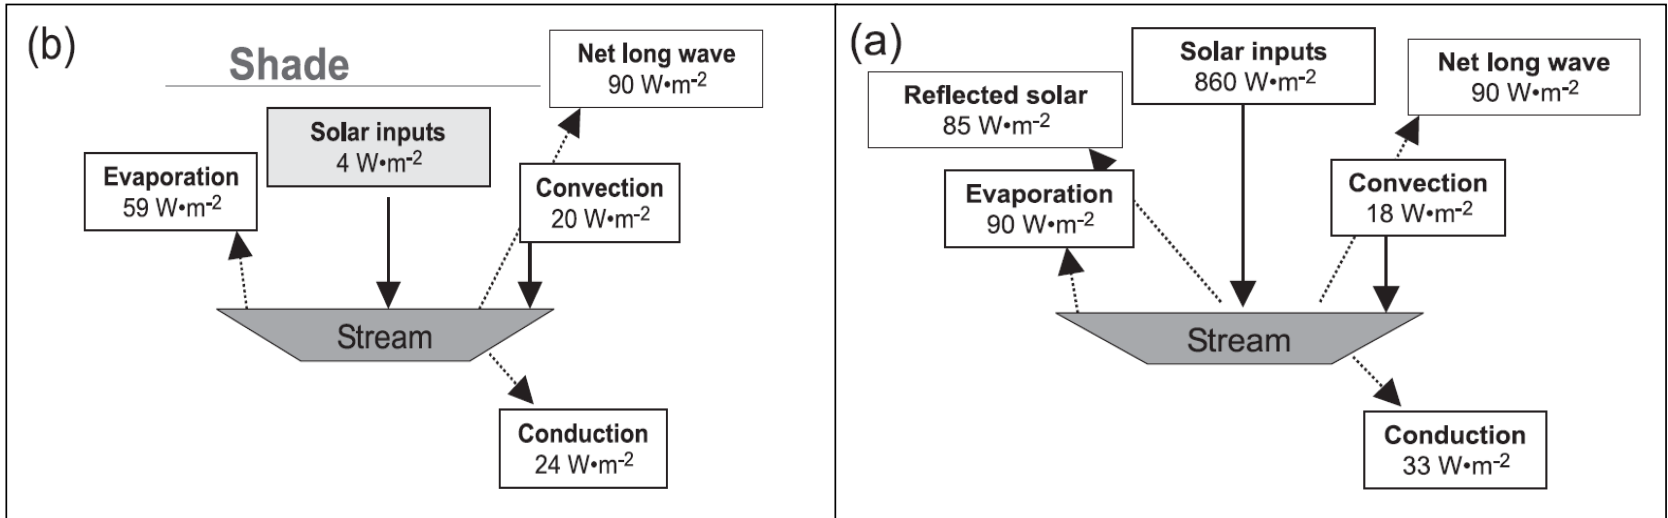 (b)
Shade
Net long wave
90 W•m-2
Solar inputs
4 W•m-2
Evaporation
59 W•m-2
Convection
20 W•m-2
Stream
Conduction
24 W•m-2
(a)
Solar inputs
860 W•m-2
Net long wave
90 W•m-2
Reflected solar
85 W•m-2
Evaporation
90 W•m-2
Convection
18 W•m-2
Stream
Conduction
33 W•m-2